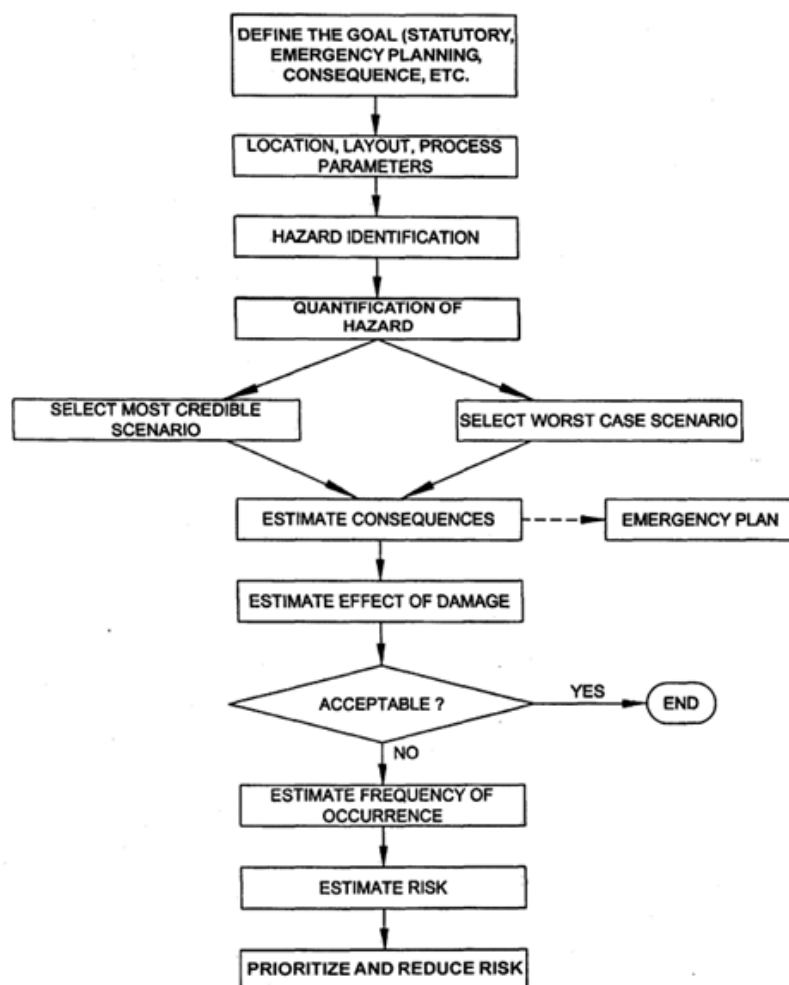 DEFINE THE GOAL (STATUTORY,
EMERGENCY PLANNING,
CONSEQUENCE, ETC.
LOCATION, LAYOUT, PROCESS
PARAMETERS
HAZARD IDENTIFICATION
QUANTIFICATION OF
HAZARD
SELECT MOST CREDIBLE
SCENARIO
SELECT WORST CASE SCENARIO
ESTIMATE CONSEQUENCES
EMERGENCY PLAN
ESTIMATE EFFECT OF DAMAGE
ACCEPTABLE ?
YES
END
NO
ESTIMATE FREQUENCY OF
OCCURRENCE
ESTIMATE RISK
PRIORITIZE AND REDUCE RISK